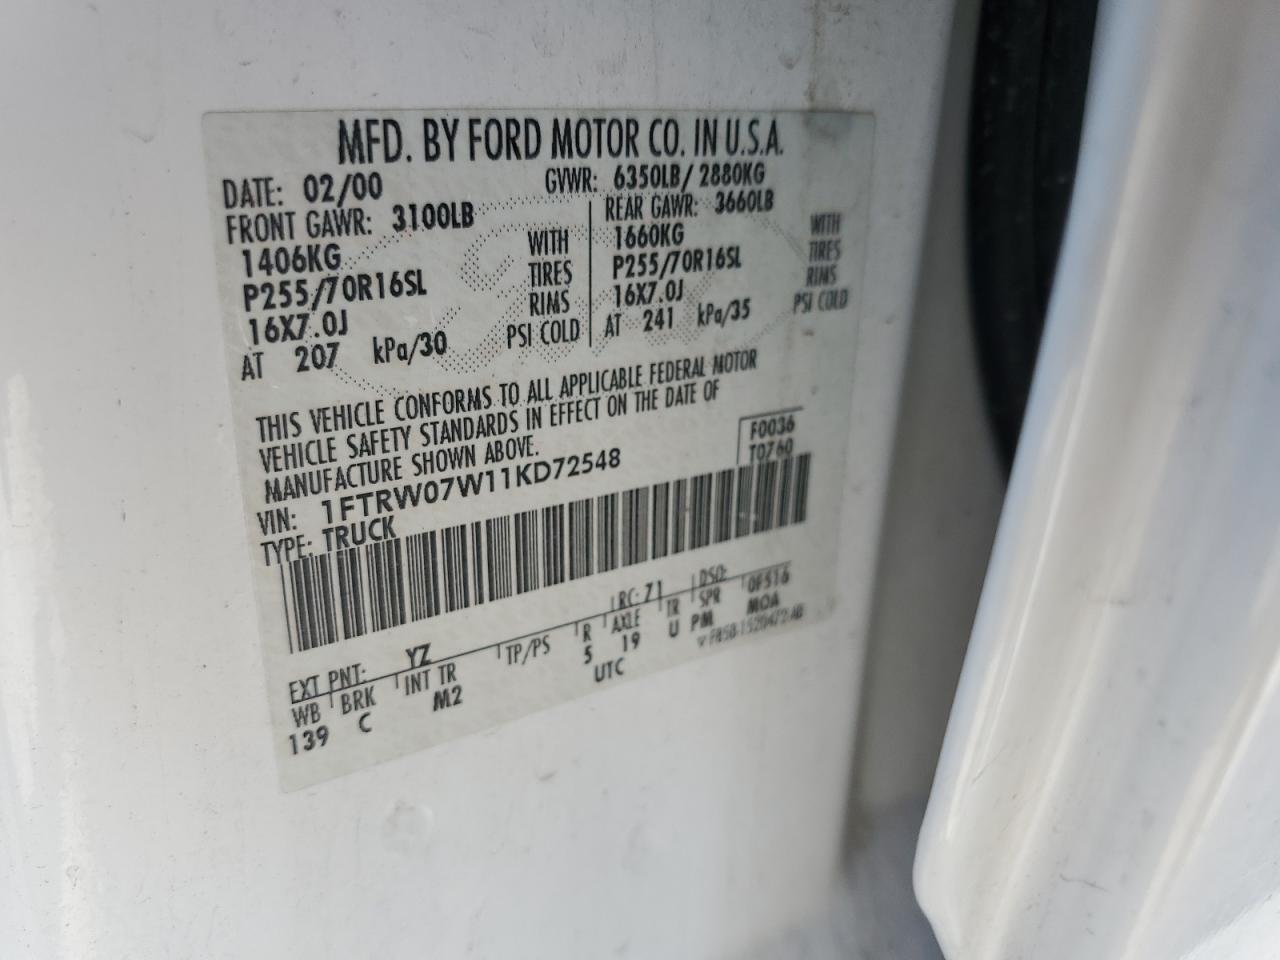 MFD. BY FORD MOTOR CO. IN U.S.A.
DATE: 02/00 GVWR: 6350LB/ 2880KG
FRONT GAWR: 3100LB REAR GAWR: 3660LB
1406KG WITH 1660KG WITH
P255/70R16SL TIRES P255/70R16SL TIRES
16X7.0J RIMS 16X7.0J RIMS
AT 207 kPa/30 PSI COLD AT 241 kPa/35 PSI COLD
THIS VEHICLE CONFORMS TO ALL APPLICABLE FEDERAL MOTOR
VEHICLE SAFETY STANDARDS IN EFFECT ON THE DATE OF
MANUFACTURE SHOWN ABOVE.
F0036
VIN: 1FTRW07W11KD72548 T0760
TYPE: TRUCK
EXT PNT: YZ RC: 71 DSO: 0F516
WB BRK INT TR TP/PS R AXLE TR SPR MOA
139 C M2 5 19 U PM
UTC